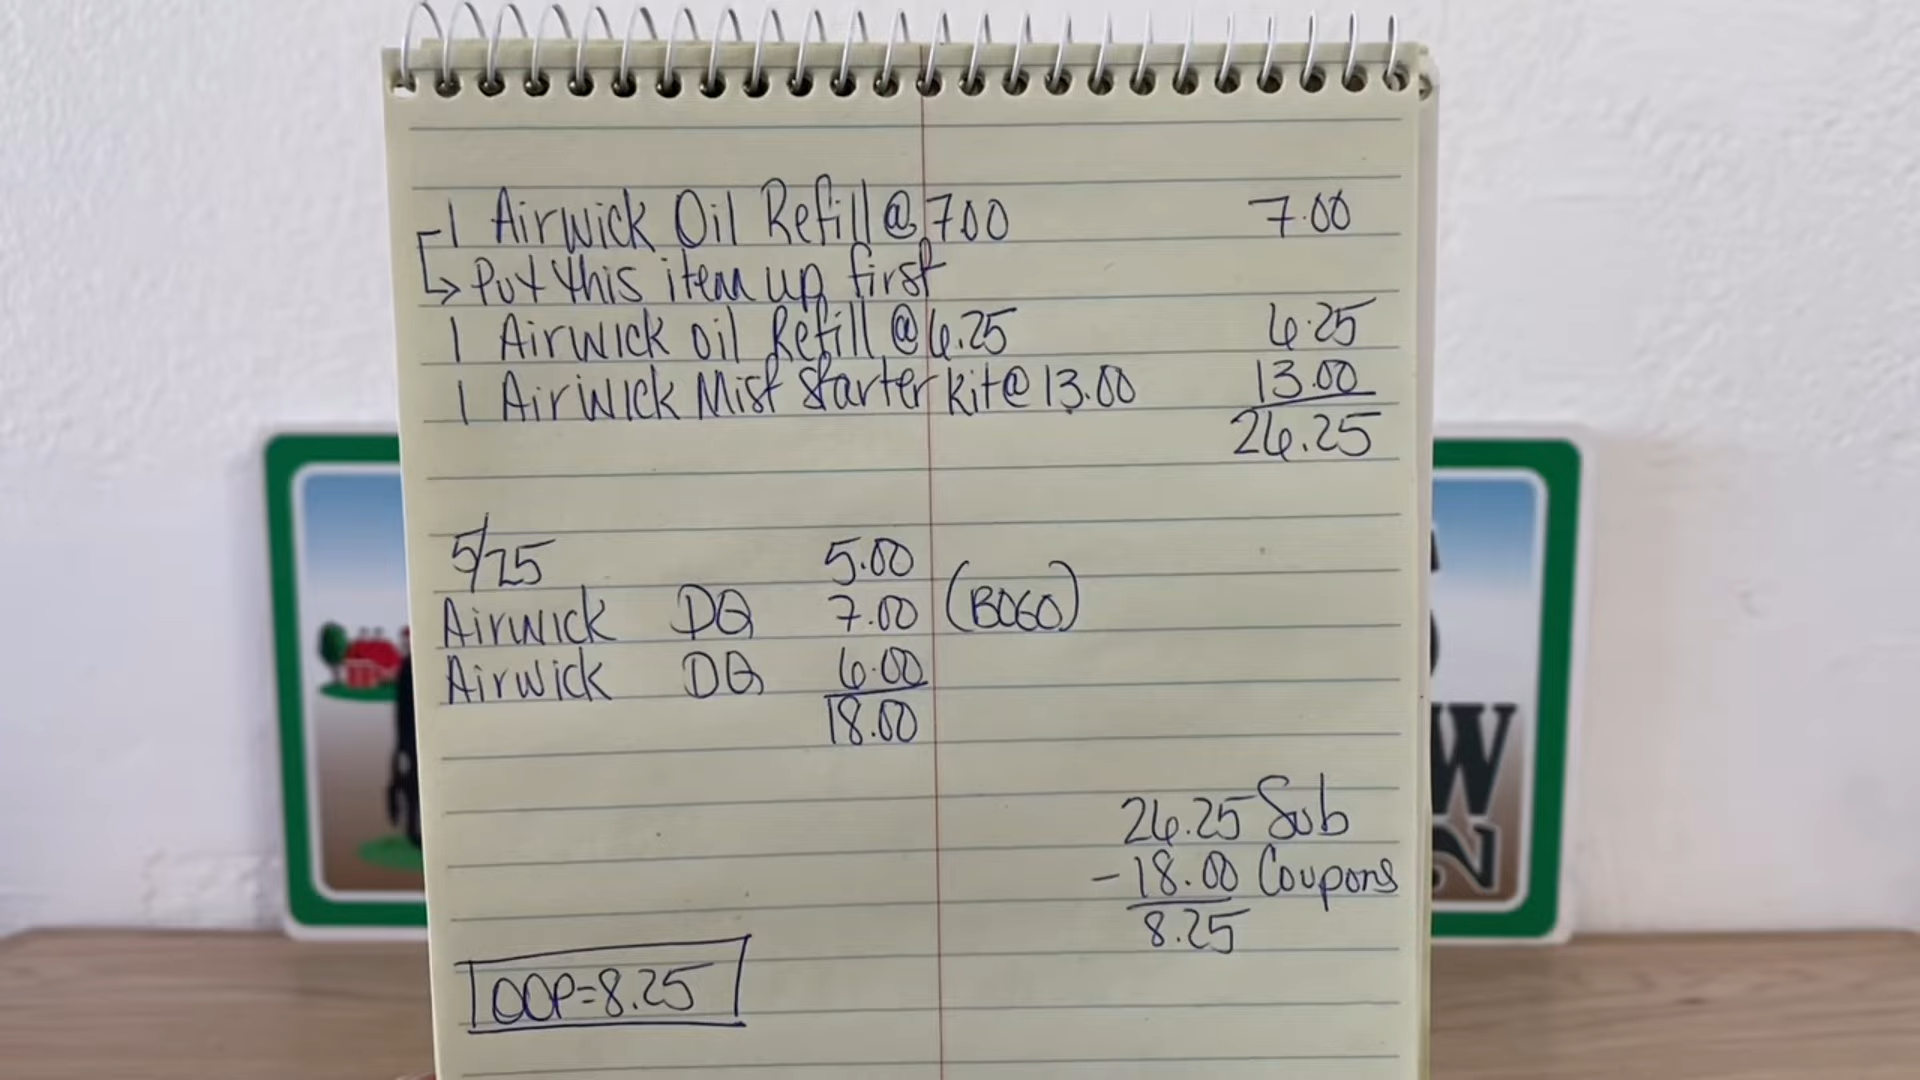 1 Airwick Oil Refill @ 7.00 7.00
Put this item up first
1 Airwick oil Refill @ 6.25 6.25
1 Airwick Mist Starter kit @ 13.00 13.00
26.25
5/25 5.00
Airwick DQ 7.00 (BOGO)
Airwick DQ 6.00
18.00
26.25 Sub
-18.00 Coupons
8.25
OOP=8.25
W
N